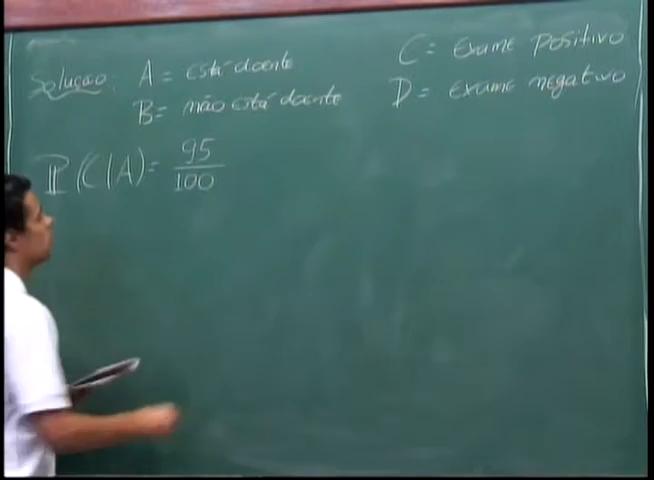 Solução: A = está doente
B = não está doente
C = exame positivo
D = exame negativo
ℙ(C|A) = 95/100